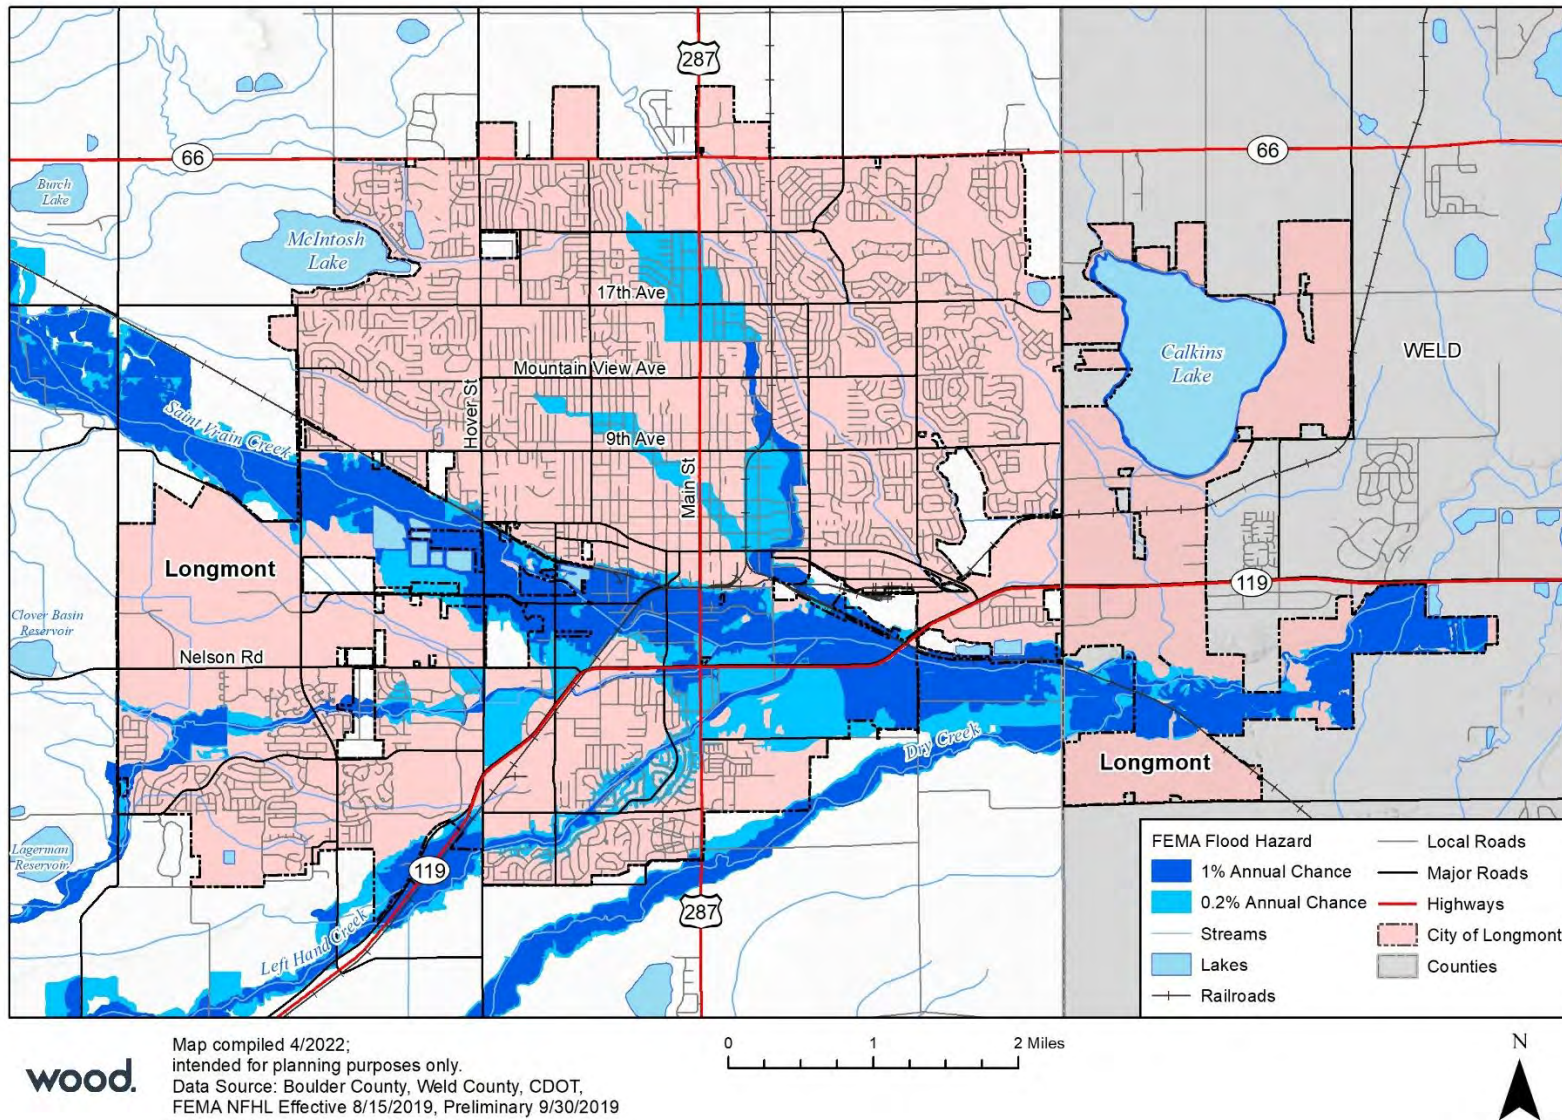 287
66
66
Burch
Lake
McIntosh
Lake
17th Ave
Calkins
Lake
WELD
Mountain View Ave
Hover St
Saint Vrain Creek
9th Ave
Main St
Longmont
119
Clover Basin
Reservoir
Nelson Rd
Dry Creek
Longmont
Lagerman
Reservoir
119
287
Left Hand Creek
FEMA Flood Hazard
1% Annual Chance
0.2% Annual Chance
Streams
Lakes
Railroads
Local Roads
Major Roads
Highways
City of Longmont
Counties
wood.
Map compiled 4/2022;
intended for planning purposes only.
Data Source: Boulder County, Weld County, CDOT,
FEMA NFHL Effective 8/15/2019, Preliminary 9/30/2019
0 1 2 Miles
N